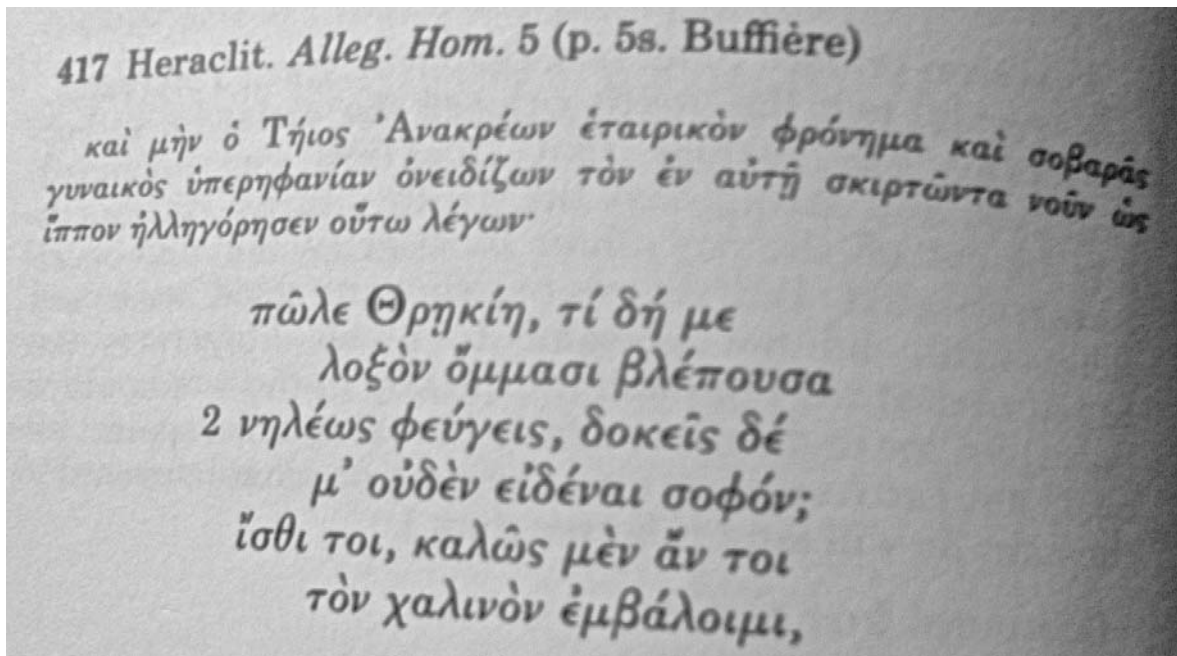 417 Heraclit. Alleg. Hom. 5 (p. 5s. Buffière)
καὶ μὴν ὁ Τήιος Ἀνακρέων ἑταιρικὸν φρόνημα καὶ σοβαρᾶς
γυναικὸς ὑπερηφανίαν ὀνειδίζων τὸν ἐν αὐτῇ σκιρτῶντα νοῦν ὡς
ἵππον ἠλληγόρησεν οὕτω λέγων·
πῶλε Θρῃκίη, τί δή με
λοξὸν ὄμμασι βλέπουσα
2 νηλέως φεύγεις, δοκεῖς δέ
μ’ οὐδὲν εἰδέναι σοφόν;
ἴσθι τοι, καλῶς μὲν ἄν τοι
τὸν χαλινὸν ἐμβάλοιμι,